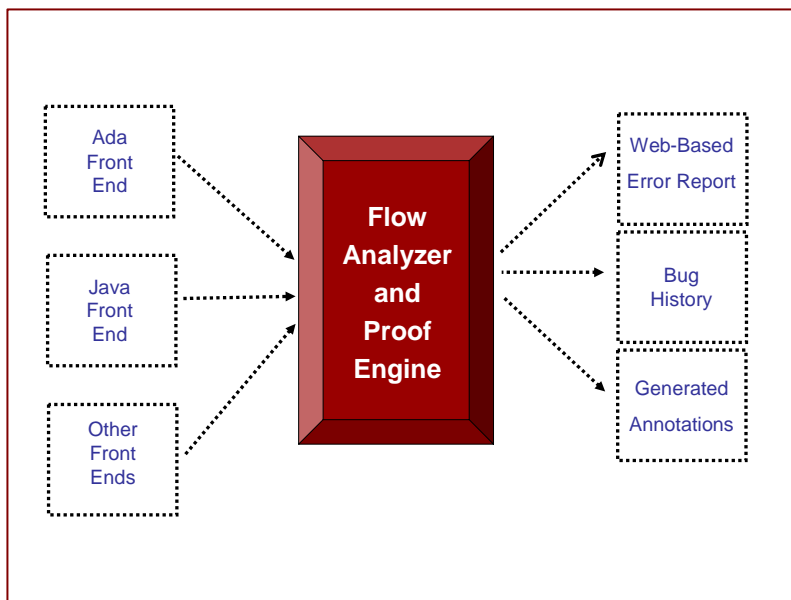 Ada
Front
End
Java
Front
End
Other
Front
Ends
Flow
Analyzer
and
Proof
Engine
Web-Based
Error Report
Bug
History
Generated
Annotations